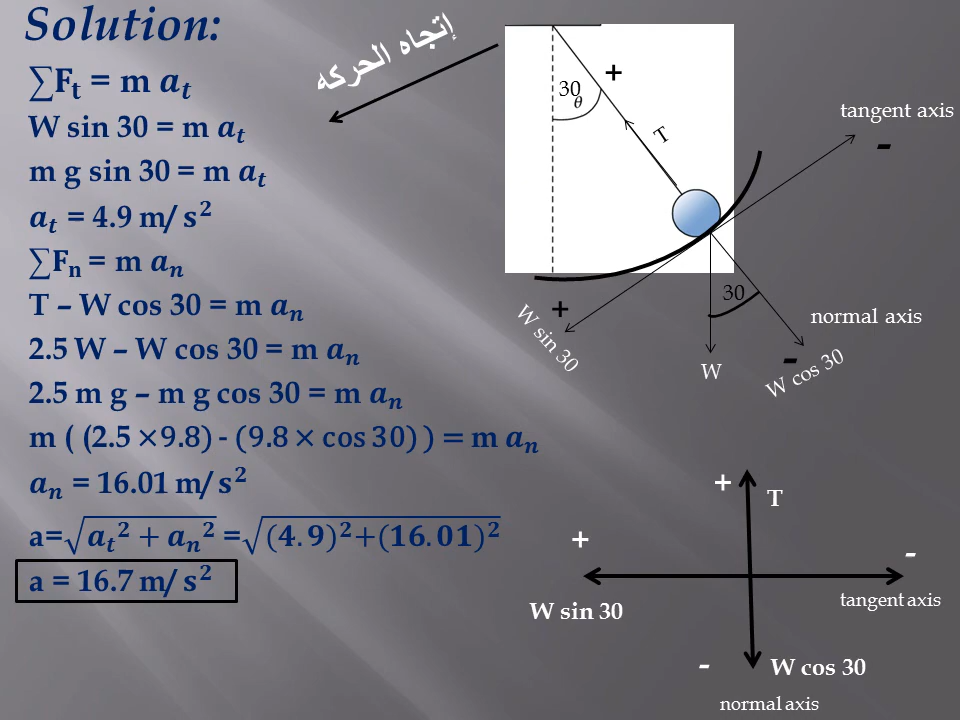 Solution:
∑Fₜ = m aₜ
W sin 30 = m aₜ
m g sin 30 = m aₜ
aₜ = 4.9 m/ s²
∑Fₙ = m aₙ
T – W cos 30 = m aₙ
2.5 W – W cos 30 = m aₙ
2.5 m g – m g cos 30 = m aₙ
m ( (2.5 ×9.8) - (9.8 × cos 30) ) = m aₙ
aₙ = 16.01 m/ s²
a=√(aₜ² + aₙ²) =√((4.9)²+(16.01)²)
a = 16.7 m/ s²
إتجاه الحركه
+
30
θ
T
tangent axis
-
+
W sin 30
30
normal axis
-
W
W cos 30
+
T
+
-
tangent axis
W sin 30
-
W cos 30
normal axis